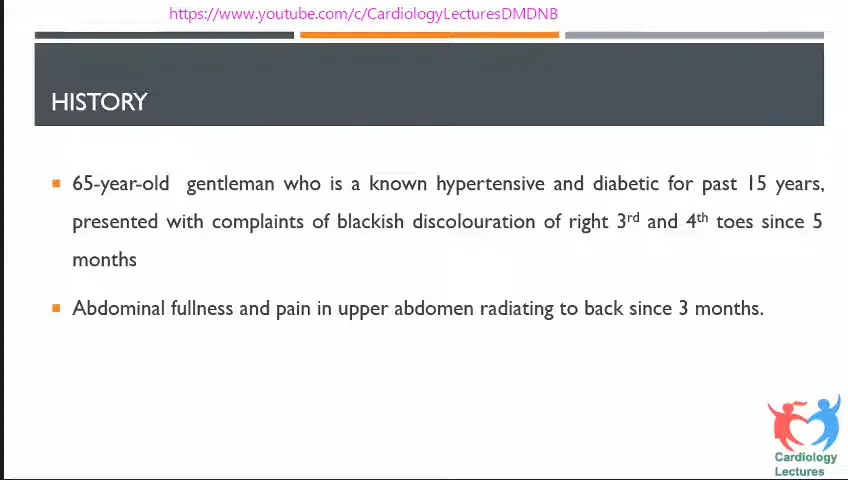 https://www.youtube.com/c/CardiologyLecturesDMDNB
HISTORY
65-year-old gentleman who is a known hypertensive and diabetic for past 15 years,
presented with complaints of blackish discolouration of right 3rd and 4th toes since 5
months
Abdominal fullness and pain in upper abdomen radiating to back since 3 months.
Cardiology
Lectures